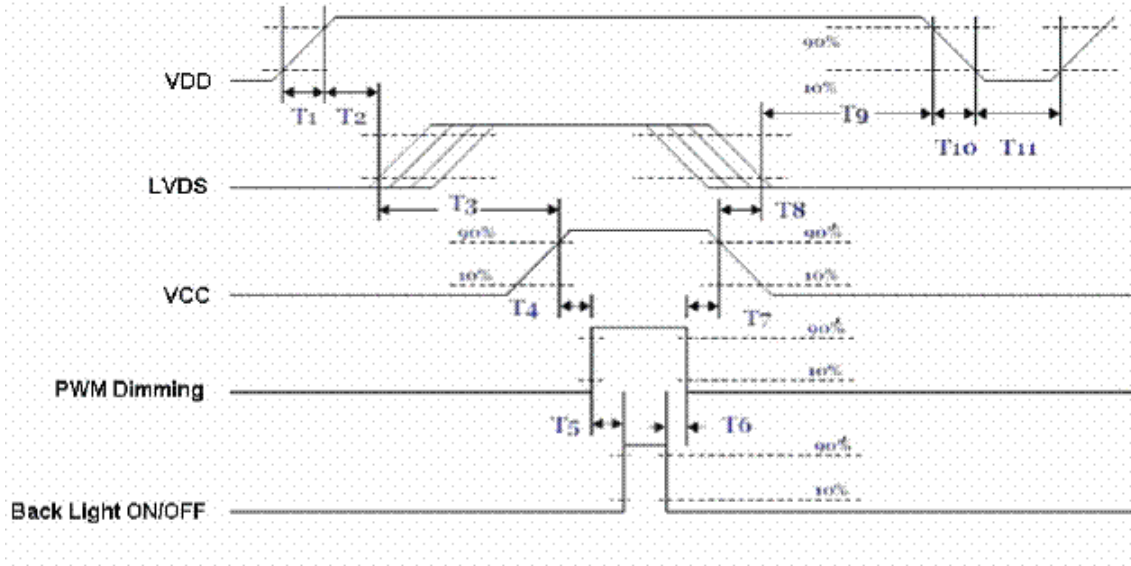 90%
VDD
10%
T1 T2 T9
T10 T11
LVDS
T3 T8
90% 90%
10% 10%
VCC
T4 T7
90%
10%
PWM Dimming
T5 T6
90%
10%
Back Light ON/OFF